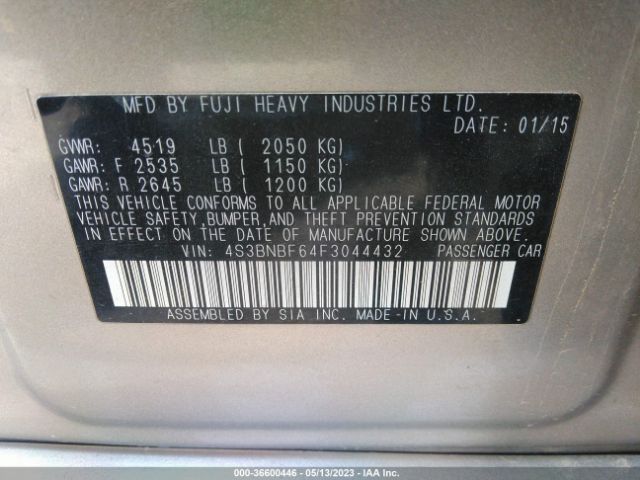 MFD BY FUJI HEAVY INDUSTRIES LTD.
DATE: 01/15
GVWR: 4519 LB ( 2050 KG)
GAWR: F 2535 LB ( 1150 KG)
GAWR: R 2645 LB ( 1200 KG)
THIS VEHICLE CONFORMS TO ALL APPLICABLE FEDERAL MOTOR
VEHICLE SAFETY,BUMPER,AND THEFT PREVENTION STANDARDS
IN EFFECT ON THE DATE OF MANUFACTURE SHOWN ABOVE.
VIN: 4S3BNBF64F3044432 PASSENGER CAR
ASSEMBLED BY SIA INC. MADE-IN U.S.A.
000-36600446 - 05/13/2023 - IAA Inc.